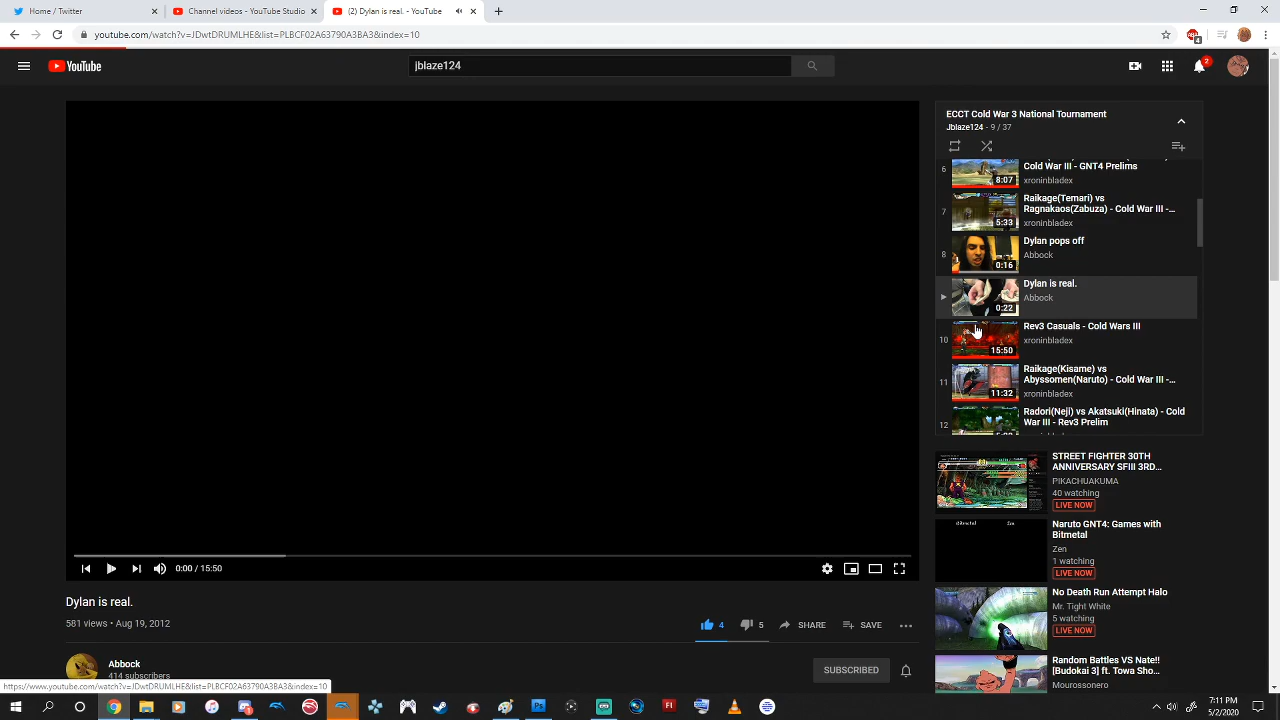 Home / Twitter
Channel videos - YouTube Studio
(2) Dylan is real. - YouTube
youtube.com/watch?v=JDwtDRUMLHE&list=PLBCF02A63790A3BA3&index=10
4
YouTube
jblaze124
2
ECCT Cold War 3 National Tournament
Jblaze124 - 9 / 37
6
8:07
Cold War III - GNT4 Prelims
xroninbladex
7
5:33
Raikage(Temari) vs
Ragnakaos(Zabuza) - Cold War III -...
xroninbladex
8
0:16
Dylan pops off
Abbock
0:22
Dylan is real.
Abbock
10
15:50
Rev3 Casuals - Cold Wars III
xroninbladex
11
11:32
Raikage(Kisame) vs
Abyssomen(Naruto) - Cold War III -...
xroninbladex
12
Radori(Neji) vs Akatsuki(Hinata) - Cold
War III - Rev3 Prelim
0:00 / 15:50
Dylan is real.
581 views • Aug 19, 2012
4
5
SHARE
SAVE
Abbock
414 subscribers
SUBSCRIBED
STREET FIGHTER 30TH
ANNIVERSARY SFIII 3RD...
PIKACHUAKUMA
40 watching
LIVE NOW
Naruto GNT4: Games with
Bitmetal
Zen
1 watching
LIVE NOW
No Death Run Attempt Halo
Mr. Tight White
5 watching
LIVE NOW
Random Battles VS Nate!!
[Budokai 3] ft. Towa Sho...
Mourossonero
https://www.youtube.com/watch?v=JDwtDRUMLHE&list=PLBCF02A63790A3BA3&index=10
7:11 PM
5/2/2020